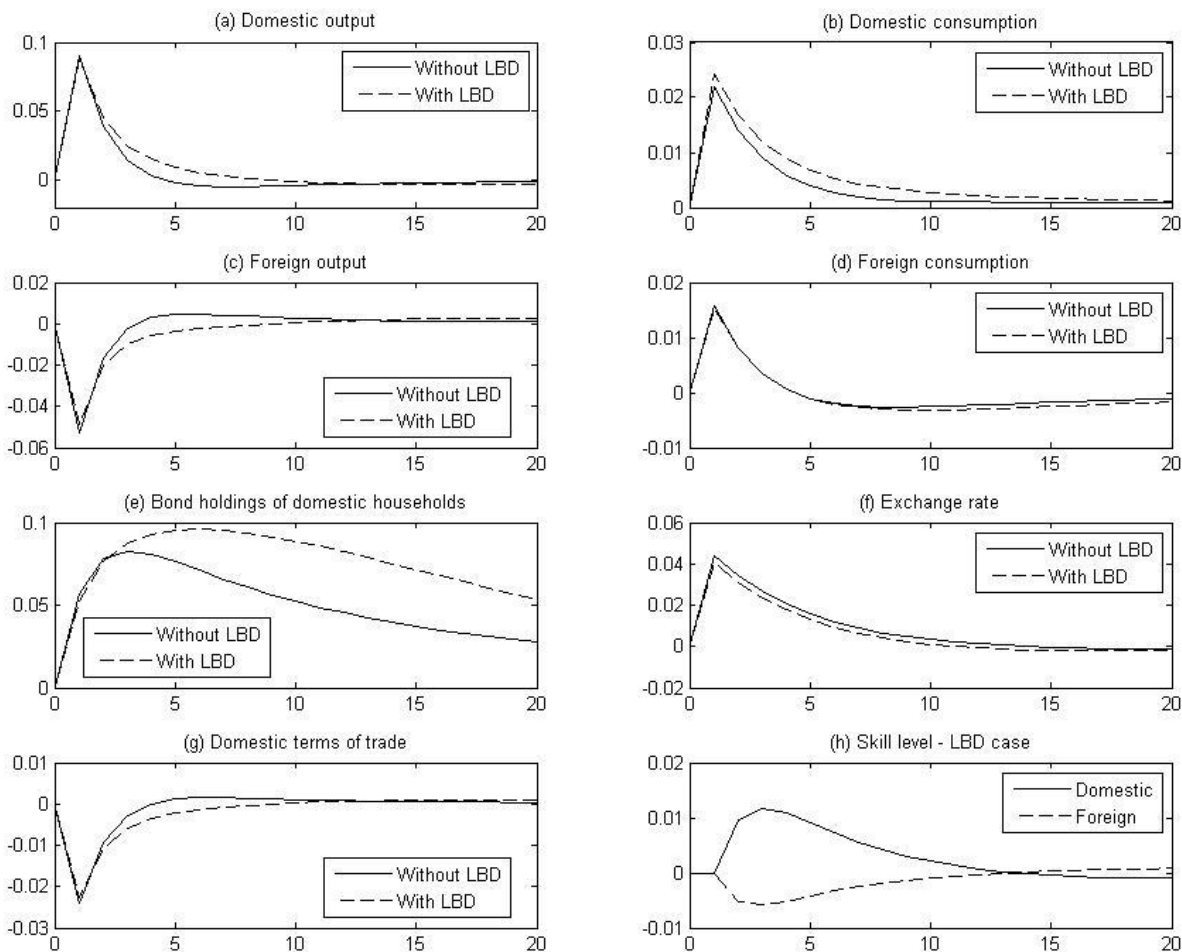 (a) Domestic output
0.1
0.05
0
0 5 10 15 20
Without LBD
With LBD
(b) Domestic consumption
0.03
0.02
0.01
0
0 5 10 15 20
Without LBD
With LBD
(c) Foreign output
0.02
0
-0.02
-0.04
-0.06
0 5 10 15 20
Without LBD
With LBD
(d) Foreign consumption
0.02
0.01
0
-0.01
0 5 10 15 20
Without LBD
With LBD
(e) Bond holdings of domestic households
0.1
0.05
0
0 5 10 15 20
Without LBD
With LBD
(f) Exchange rate
0.06
0.04
0.02
0
-0.02
0 5 10 15 20
Without LBD
With LBD
(g) Domestic terms of trade
0.01
0
-0.01
-0.02
-0.03
0 5 10 15 20
Without LBD
With LBD
(h) Skill level - LBD case
0.02
0.01
0
-0.01
0 5 10 15 20
Domestic
Foreign